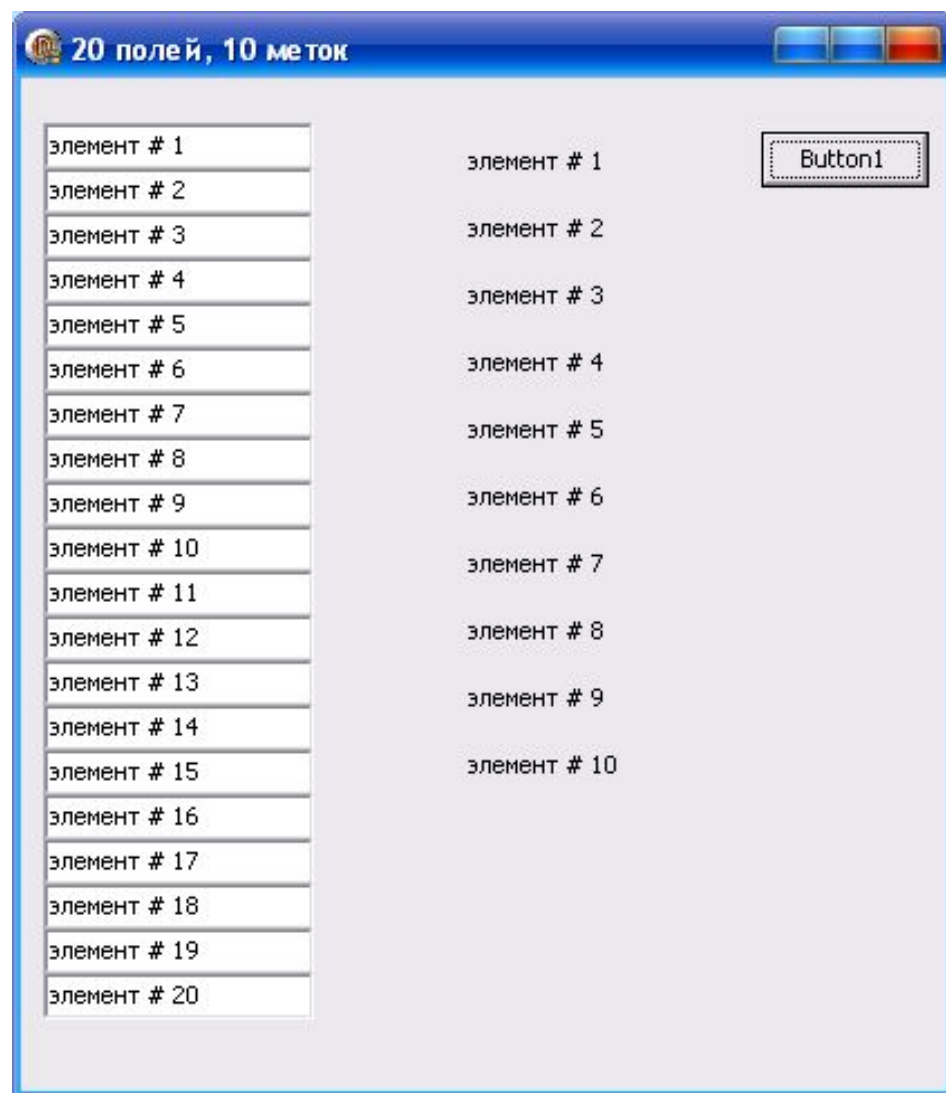 20 полей, 10 меток
элемент # 1
элемент # 2
элемент # 3
элемент # 4
элемент # 5
элемент # 6
элемент # 7
элемент # 8
элемент # 9
элемент # 10
элемент # 11
элемент # 12
элемент # 13
элемент # 14
элемент # 15
элемент # 16
элемент # 17
элемент # 18
элемент # 19
элемент # 20
элемент # 1
элемент # 2
элемент # 3
элемент # 4
элемент # 5
элемент # 6
элемент # 7
элемент # 8
элемент # 9
элемент # 10
Button1